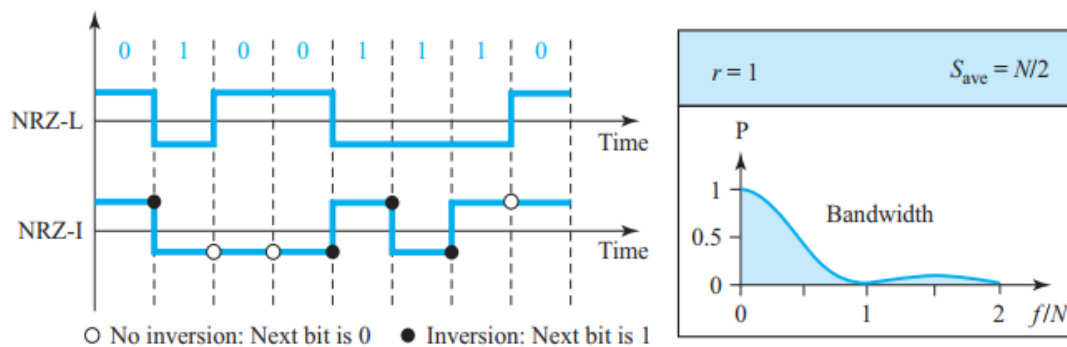 0 1 0 0 1 1 1 0
NRZ-L
Time
NRZ-I
Time
○ No inversion: Next bit is 0 ● Inversion: Next bit is 1
r = 1 Save = N/2
P
1
Bandwidth
0.5
0
0 1 2 f/N